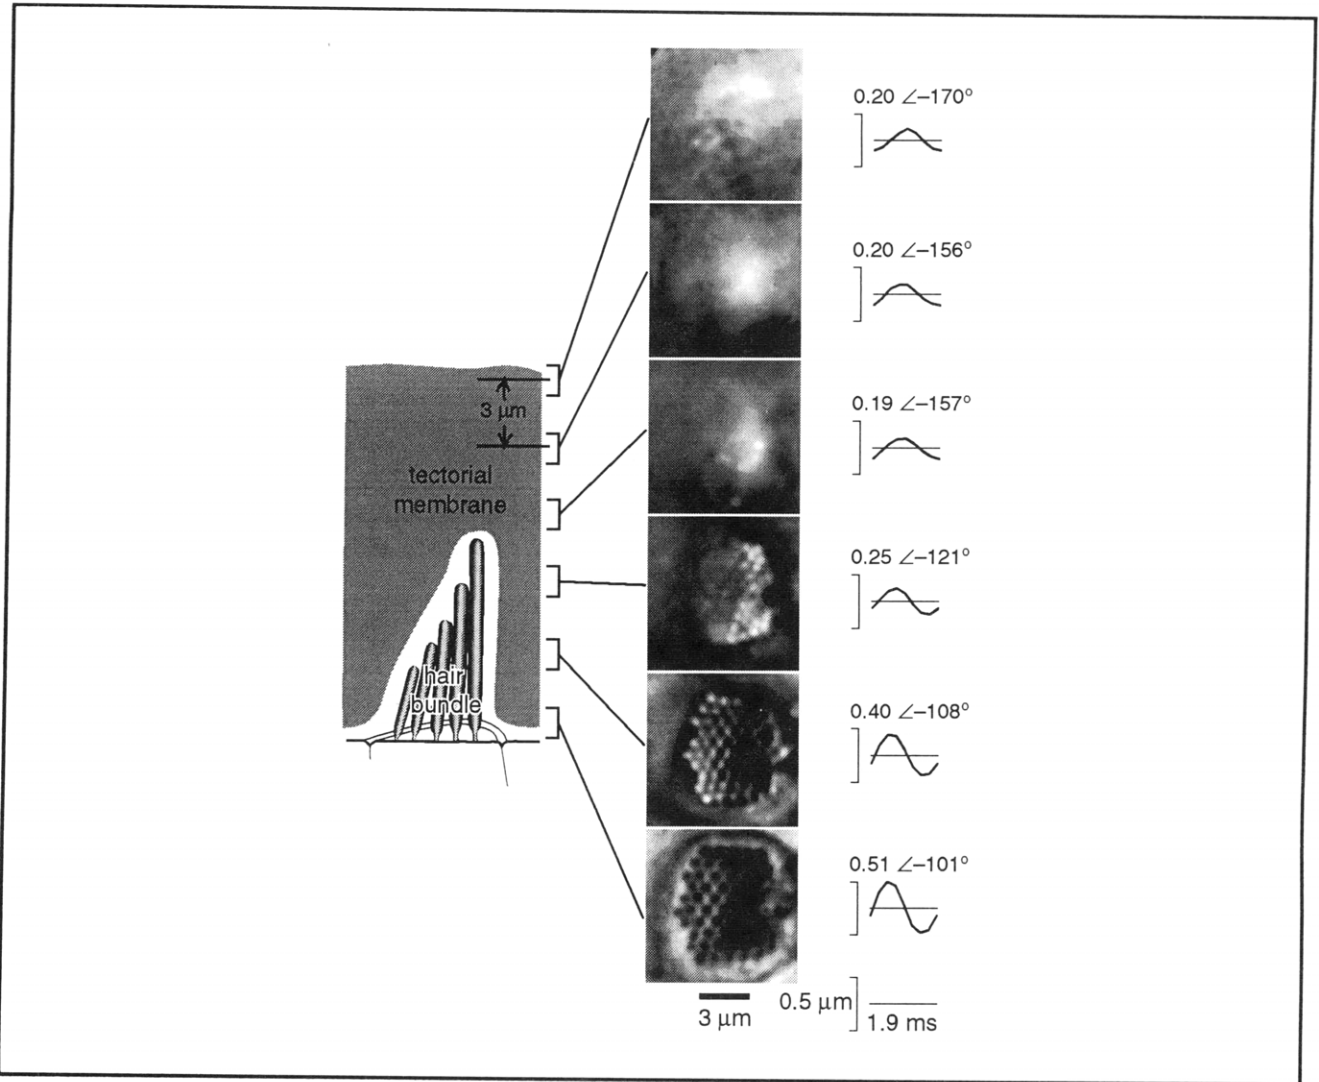 0.20 ∠–170°
0.20 ∠–156°
3 μm
0.19 ∠–157°
tectorial
membrane
0.25 ∠–121°
hair
bundle
0.40 ∠–108°
0.51 ∠–101°
3 μm
0.5 μm
1.9 ms